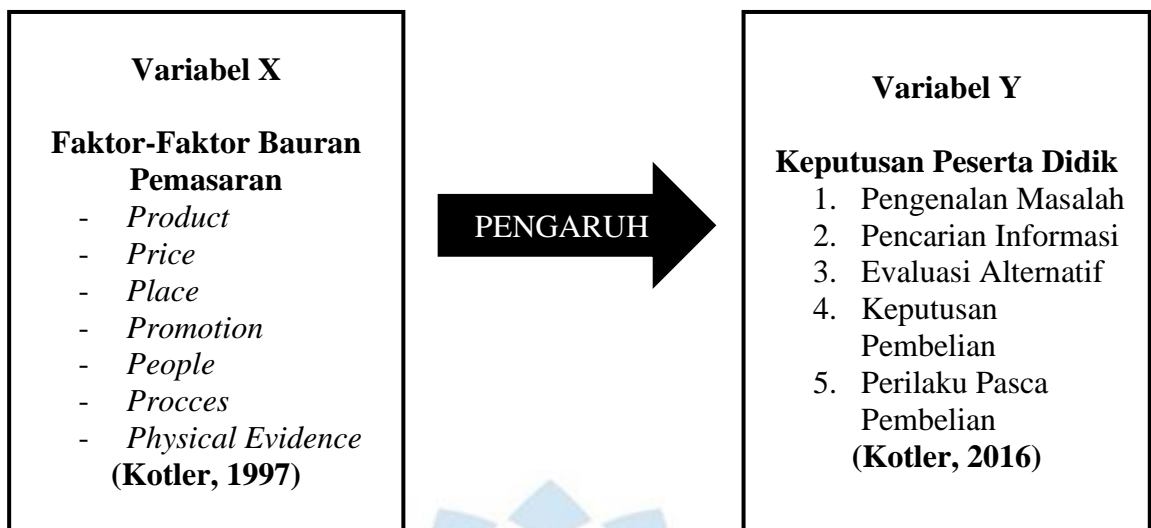 Variabel X
Faktor-Faktor Bauran
Pemasaran
- Product
- Price
- Place
- Promotion
- People
- Procces
- Physical Evidence
(Kotler, 1997)
PENGARUH
Variabel Y
Keputusan Peserta Didik
1. Pengenalan Masalah
2. Pencarian Informasi
3. Evaluasi Alternatif
4. Keputusan
Pembelian
5. Perilaku Pasca
Pembelian
(Kotler, 2016)